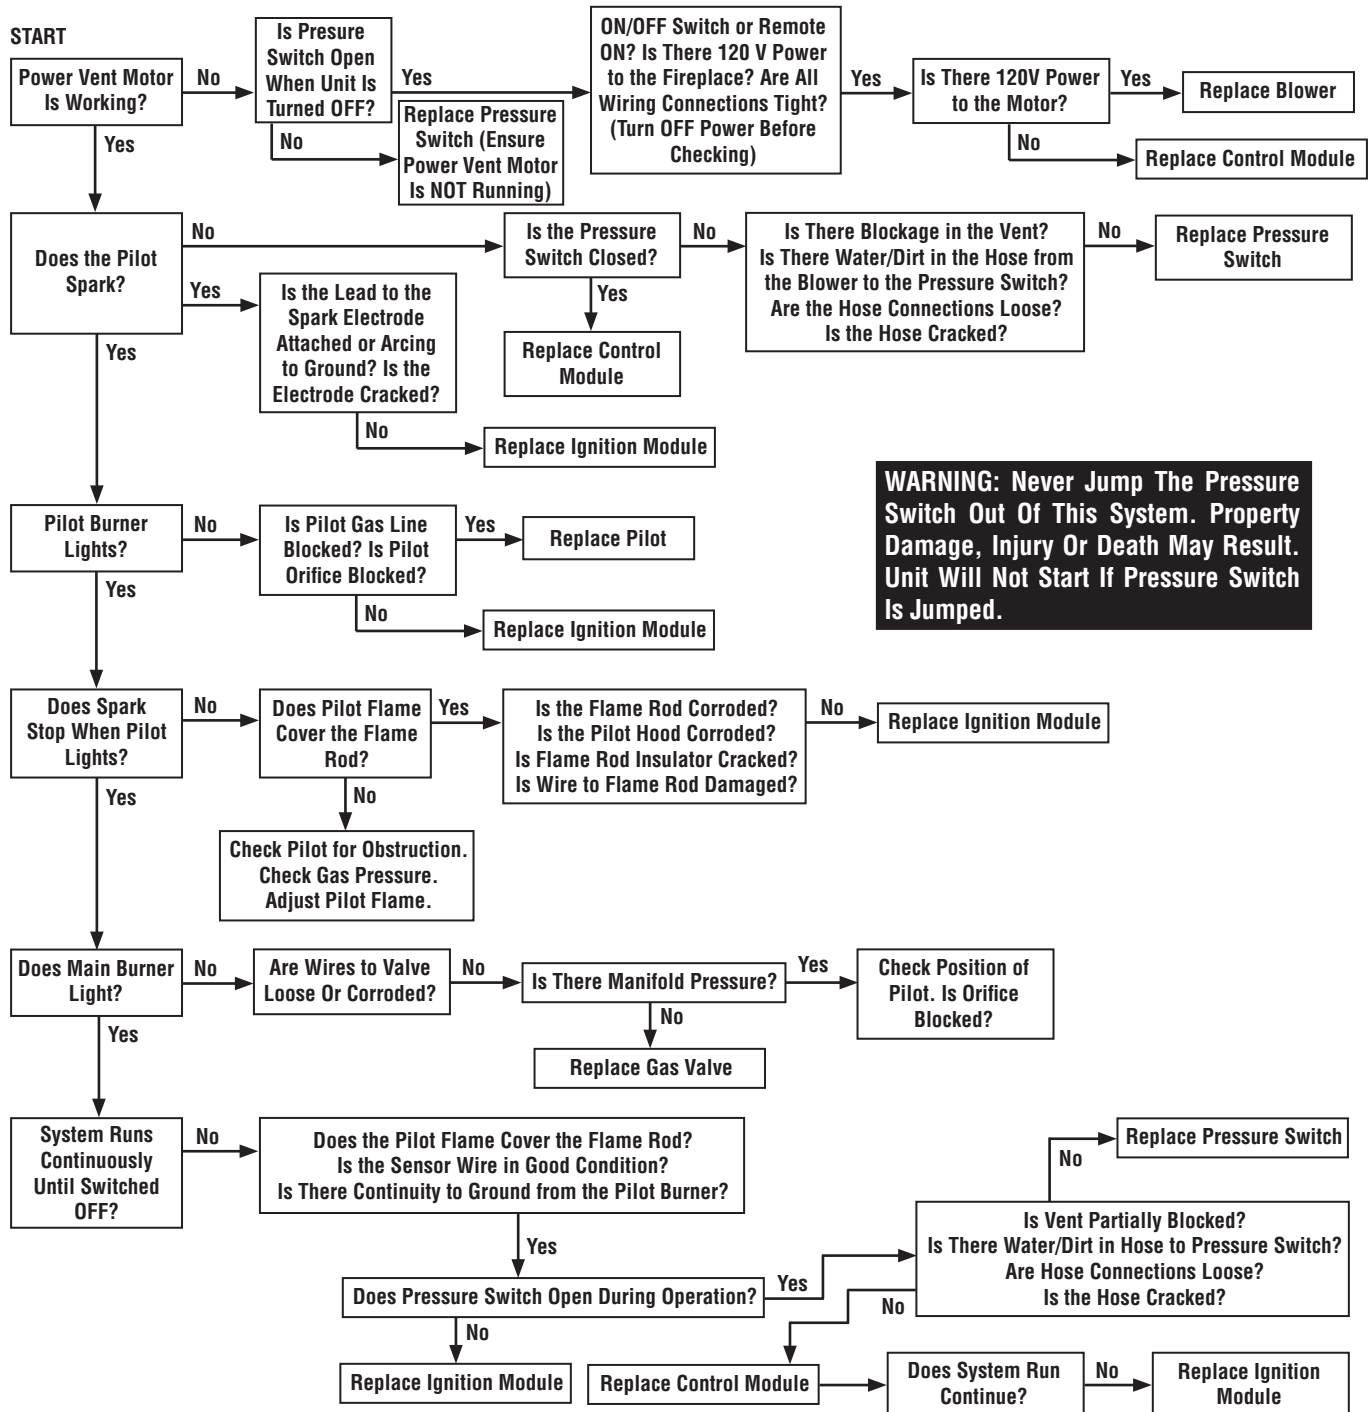 START
Power Vent Motor
Is Working?
No
Is Presure
Switch Open
When Unit Is
Turned OFF?
Yes
No
Replace Pressure
Switch (Ensure
Power Vent Motor
Is NOT Running)
ON/OFF Switch or Remote
ON? Is There 120 V Power
to the Fireplace? Are All
Wiring Connections Tight?
(Turn OFF Power Before
Checking)
Yes
Is There 120V Power
to the Motor?
Yes
Replace Blower
No
Replace Control Module
Yes
Does the Pilot
Spark?
No
Is the Pressure
Switch Closed?
No
Is There Blockage in the Vent?
Is There Water/Dirt in the Hose from
the Blower to the Pressure Switch?
Are the Hose Connections Loose?
Is the Hose Cracked?
No
Replace Pressure
Switch
Yes
Replace Control
Module
Yes
Is the Lead to the
Spark Electrode
Attached or Arcing
to Ground? Is the
Electrode Cracked?
No
Replace Ignition Module
Yes
WARNING: Never Jump The Pressure
Switch Out Of This System. Property
Damage, Injury Or Death May Result.
Unit Will Not Start If Pressure Switch
Is Jumped.
Pilot Burner
Lights?
No
Is Pilot Gas Line
Blocked? Is Pilot
Orifice Blocked?
Yes
Replace Pilot
No
Replace Ignition Module
Yes
Does Spark
Stop When Pilot
Lights?
No
Does Pilot Flame
Cover the Flame
Rod?
Yes
Is the Flame Rod Corroded?
Is the Pilot Hood Corroded?
Is Flame Rod Insulator Cracked?
Is Wire to Flame Rod Damaged?
No
Replace Ignition Module
No
Check Pilot for Obstruction.
Check Gas Pressure.
Adjust Pilot Flame.
Yes
Does Main Burner
Light?
No
Are Wires to Valve
Loose Or Corroded?
No
Is There Manifold Pressure?
Yes
Check Position of
Pilot. Is Orifice
Blocked?
No
Replace Gas Valve
Yes
System Runs
Continuously
Until Switched
OFF?
No
Does the Pilot Flame Cover the Flame Rod?
Is the Sensor Wire in Good Condition?
Is There Continuity to Ground from the Pilot Burner?
Yes
Does Pressure Switch Open During Operation?
Yes
Is Vent Partially Blocked?
Is There Water/Dirt in Hose to Pressure Switch?
Are Hose Connections Loose?
Is the Hose Cracked?
No
Replace Pressure Switch
No
Replace Control Module
Does System Run
Continue?
No
Replace Ignition
Module
No
Replace Ignition Module